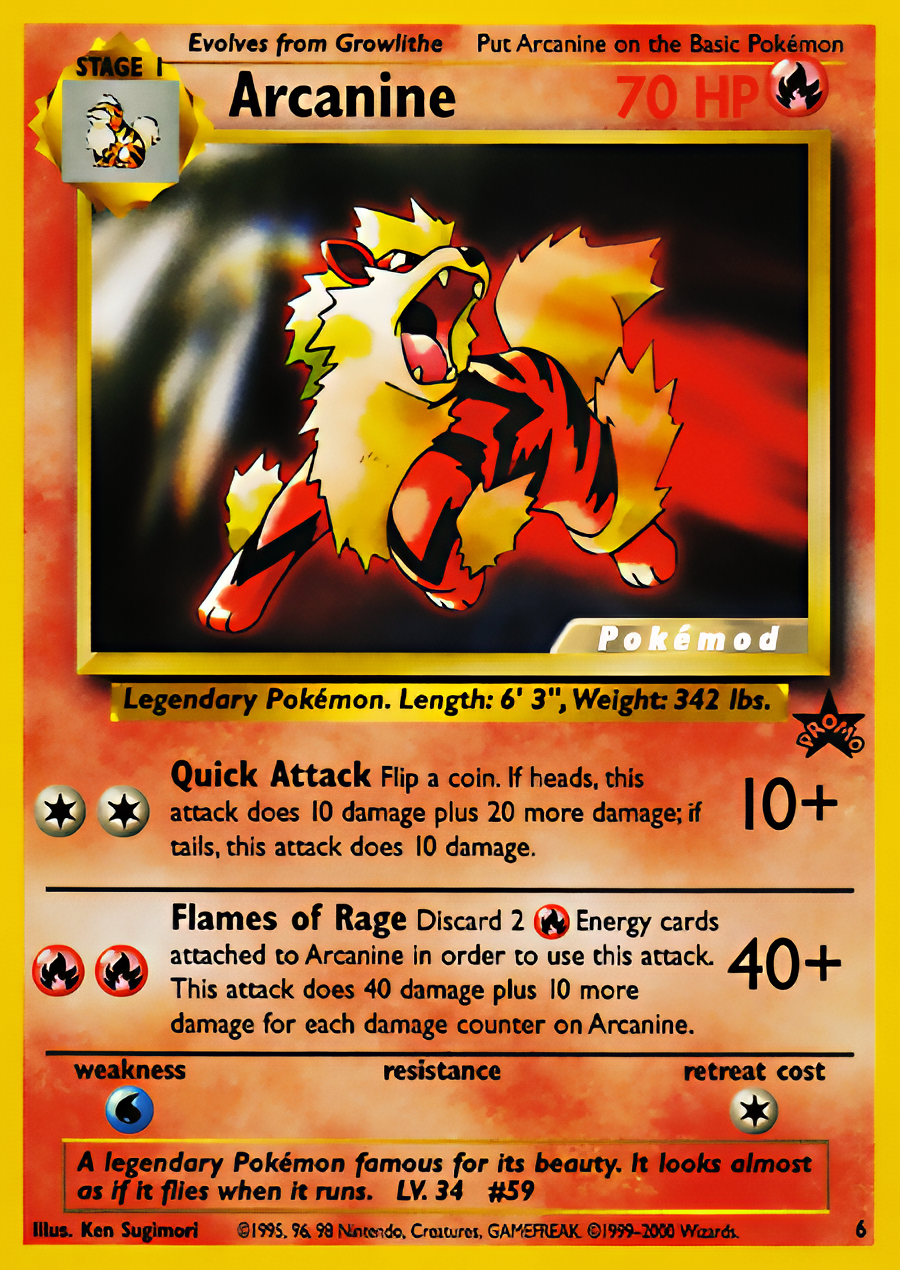 Evolves from Growlithe Put Arcanine on the Basic Pokémon
STAGE 1
Arcanine 70 HP
Pokémod
Legendary Pokémon. Length: 6' 3", Weight: 342 lbs.
PROMO
Quick Attack Flip a coin. If heads, this
attack does 10 damage plus 20 more damage; if
tails, this attack does 10 damage.
10+
Flames of Rage Discard 2 Energy cards
attached to Arcanine in order to use this attack.
This attack does 40 damage plus 10 more
damage for each damage counter on Arcanine.
40+
weakness resistance retreat cost
A legendary Pokémon famous for its beauty. It looks almost
as if it flies when it runs. LV. 34 #59
Illus. Ken Sugimori ©1995, 96, 98 Nintendo, Creatures, GAMEFREAK. ©1999–2000 Wizards. 6